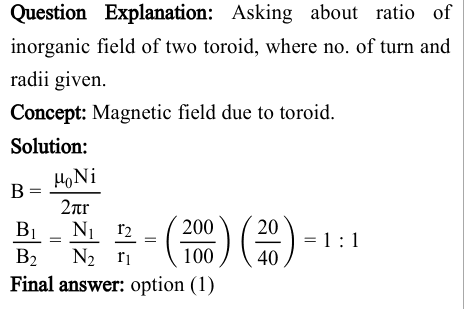 Question Explanation: Asking about ratio of
inorganic field of two toroid, where no. of turn and
radii given.
Concept: Magnetic field due to toroid.
Solution:
B = μ₀Ni / 2πr
B₁/B₂ = N₁/N₂ r₂/r₁ = (200/100) (20/40) = 1 : 1
Final answer: option (1)